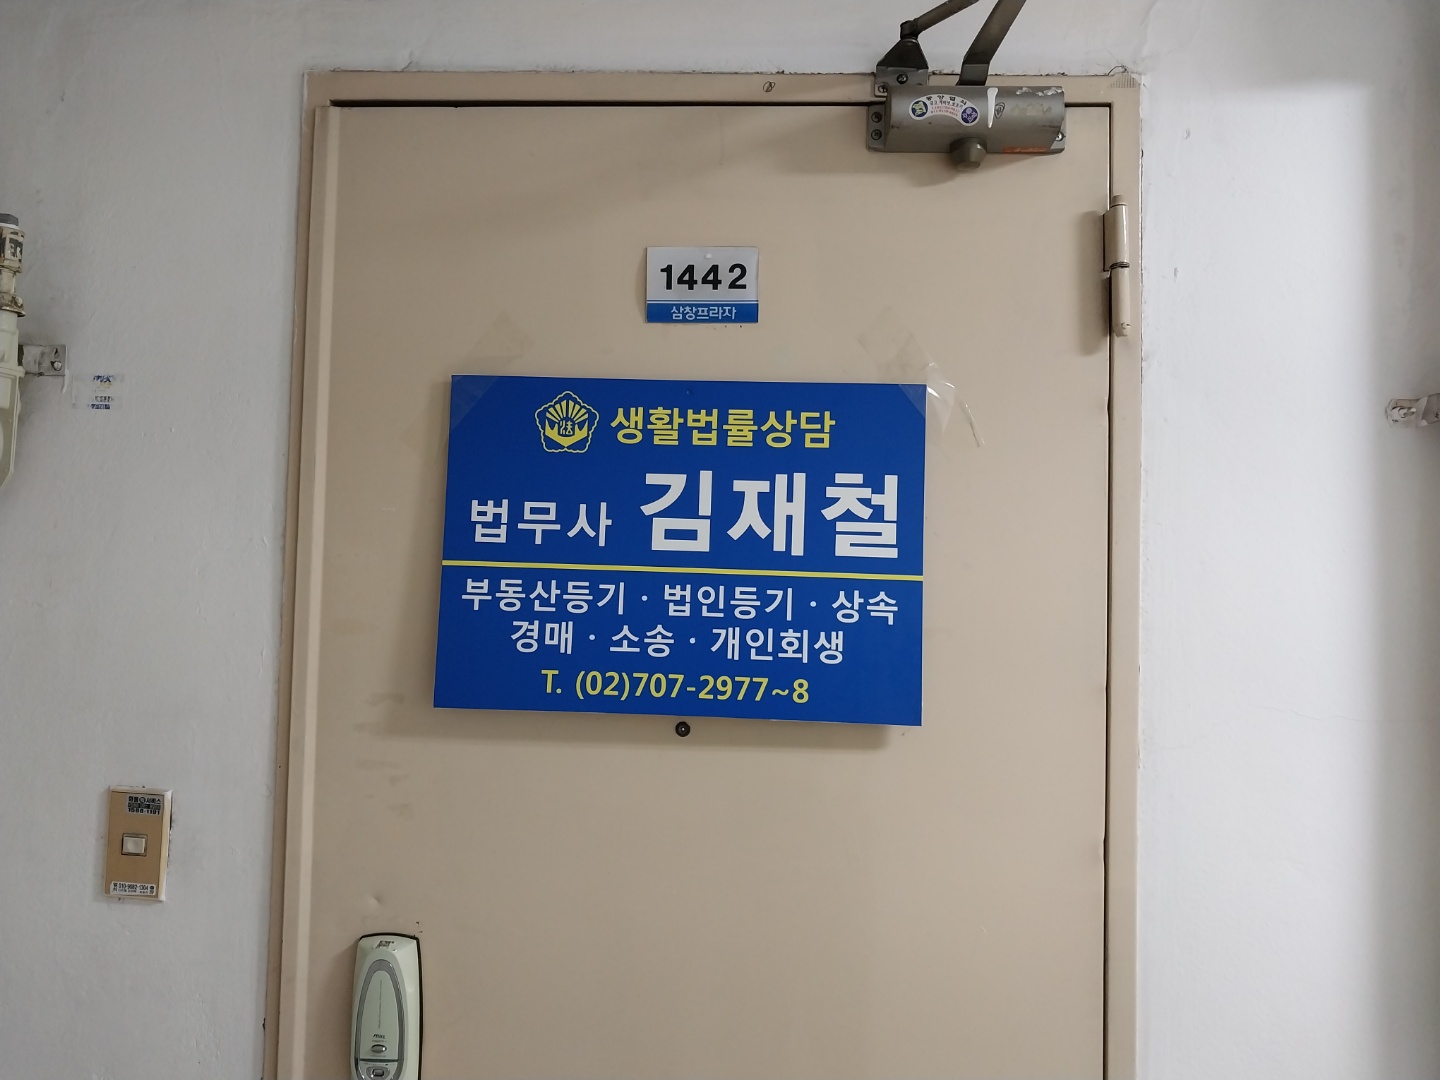 1442
삼창프라자
法
생활법률상담
법무사 김재철
부동산등기 · 법인등기 · 상속
경매 · 소송 · 개인회생
T. (02)707-2977~8